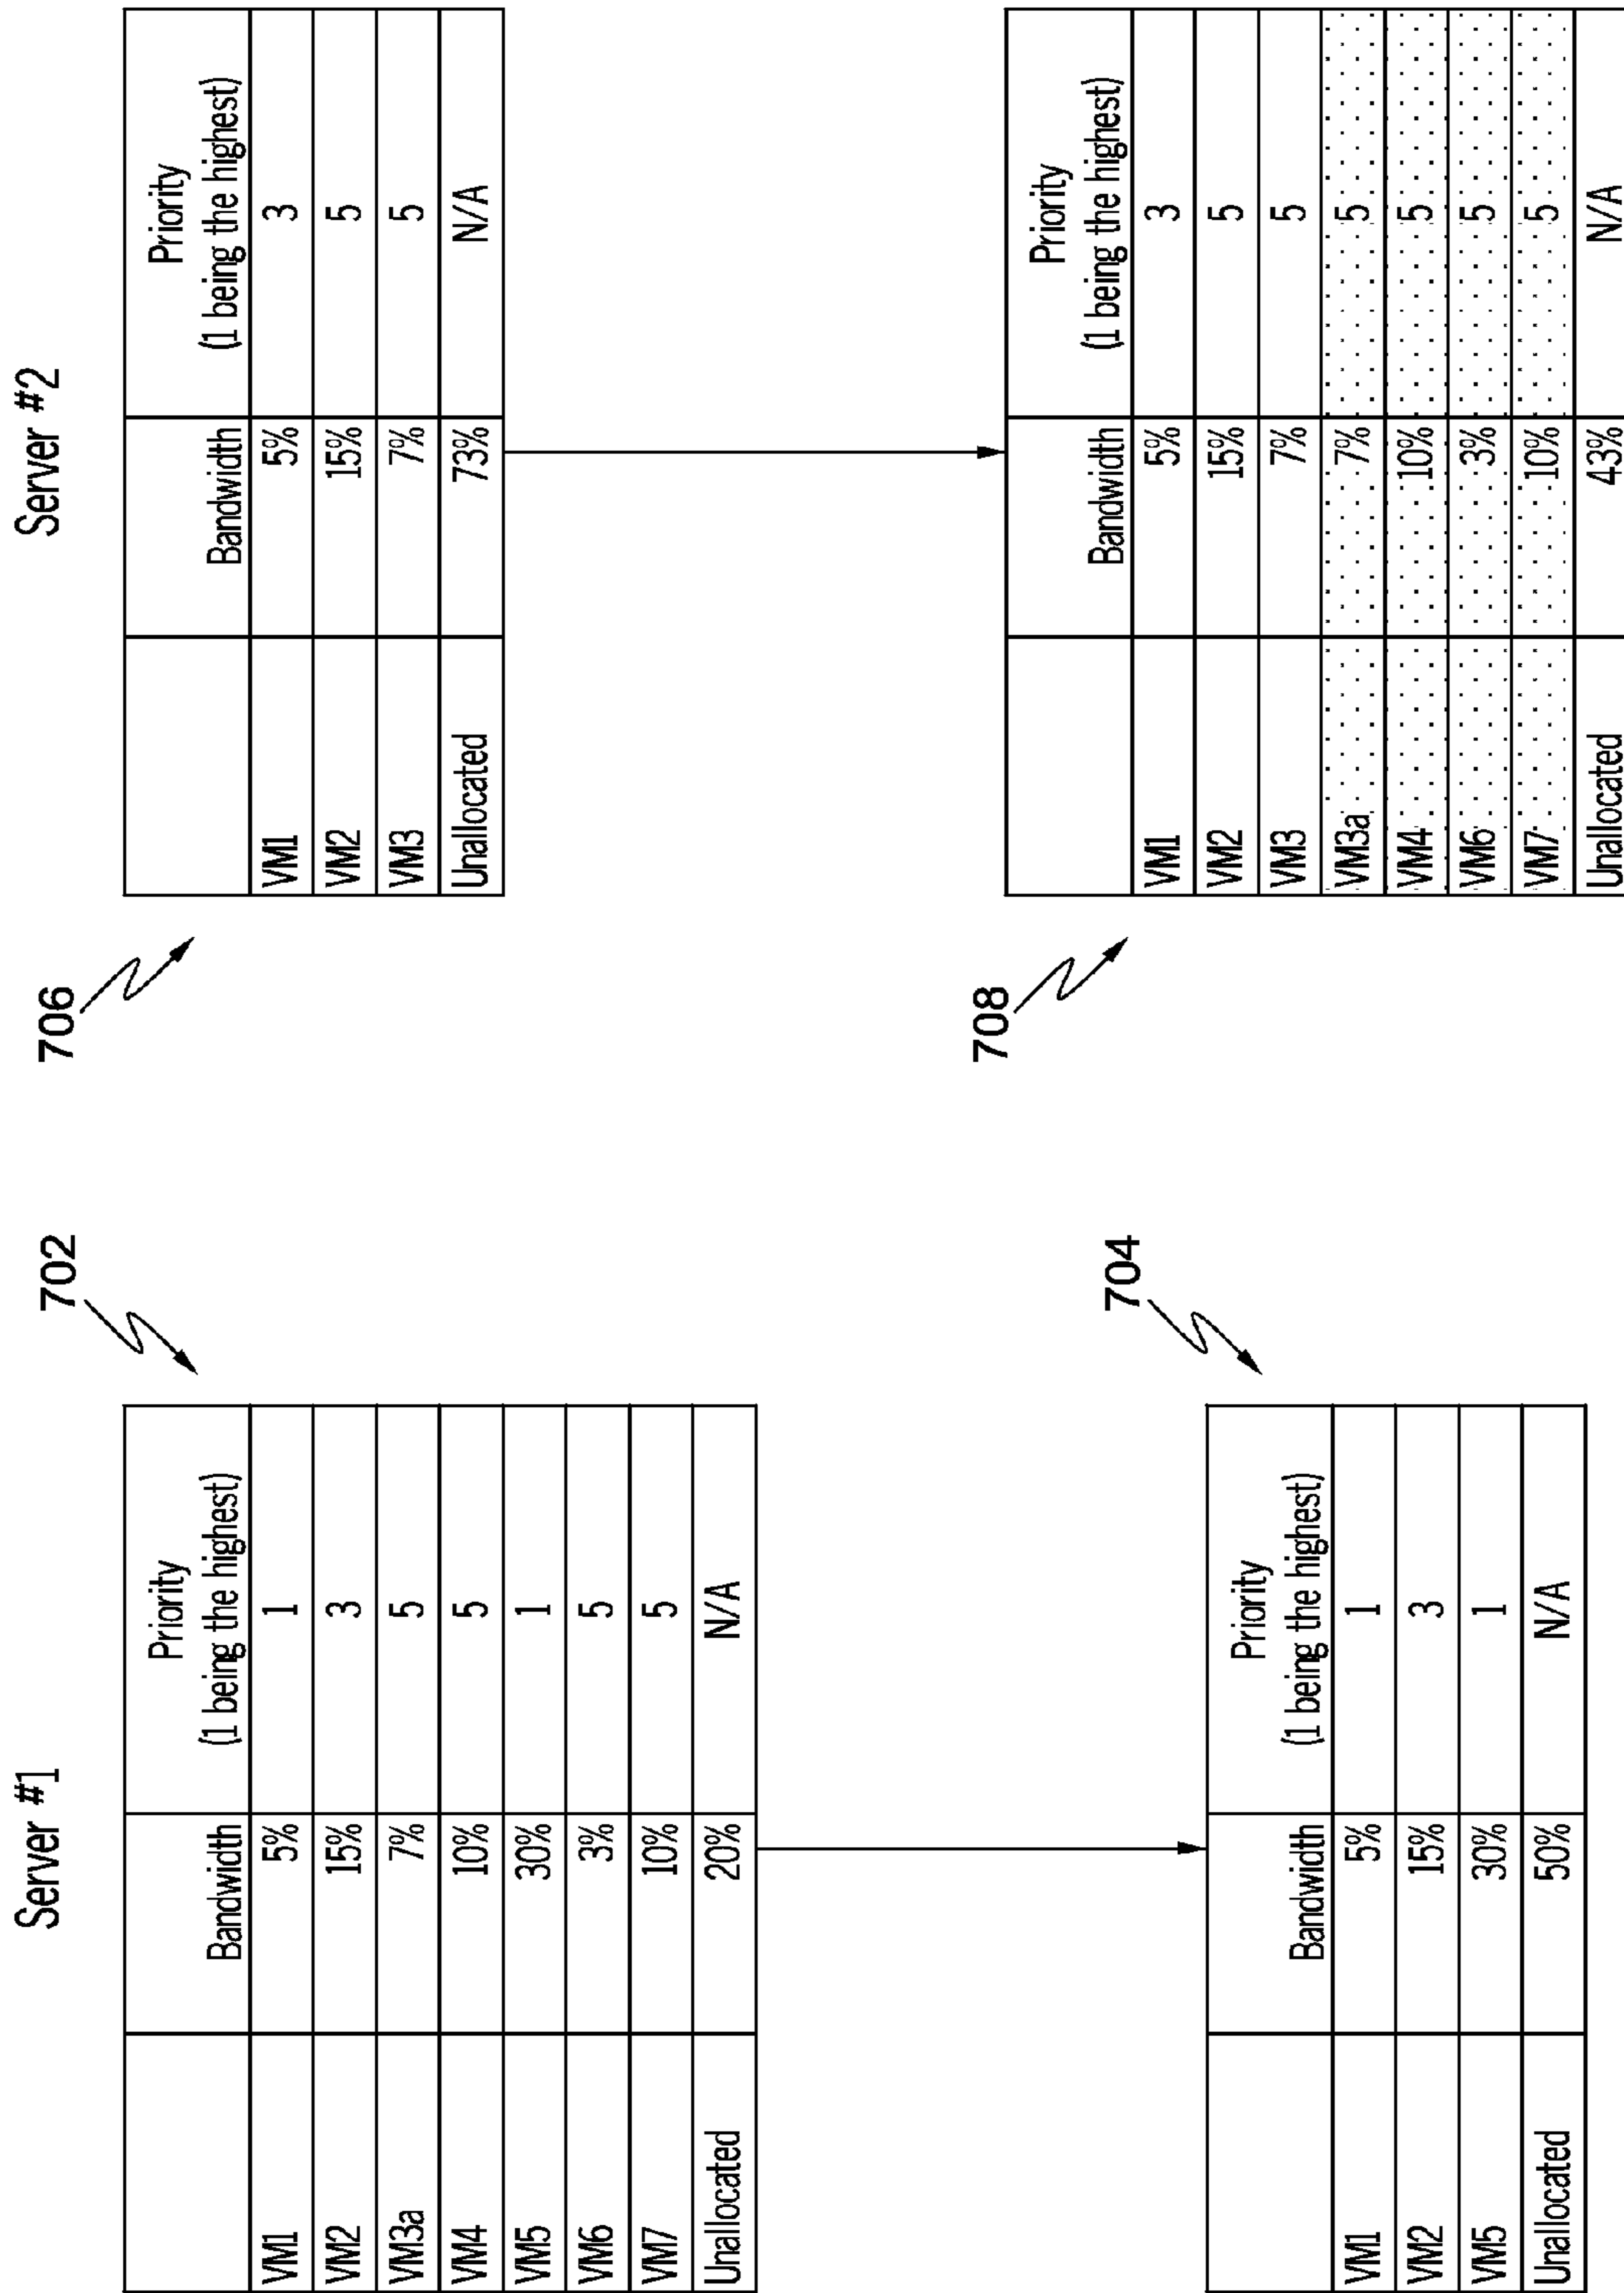 Server #1
702
Bandwidth Priority
(1 being the highest)
VM1 5% 1
VM2 15% 3
VM3a 7% 5
VM4 10% 5
VM5 30% 1
VM6 3% 5
VM7 10% 5
Unallocated 20% N/A
704
Bandwidth Priority
(1 being the highest)
VM1 5% 1
VM2 15% 3
VM5 30% 1
Unallocated 50% N/A
Server #2
706
Bandwidth Priority
(1 being the highest)
VM1 5% 3
VM2 15% 5
VM3 7% 5
Unallocated 73% N/A
708
Bandwidth Priority
(1 being the highest)
VM1 5% 3
VM2 15% 5
VM3 7% 5
VM3a 7% 5
VM4 10% 5
VM6 3% 5
VM7 10% 5
Unallocated 43% N/A